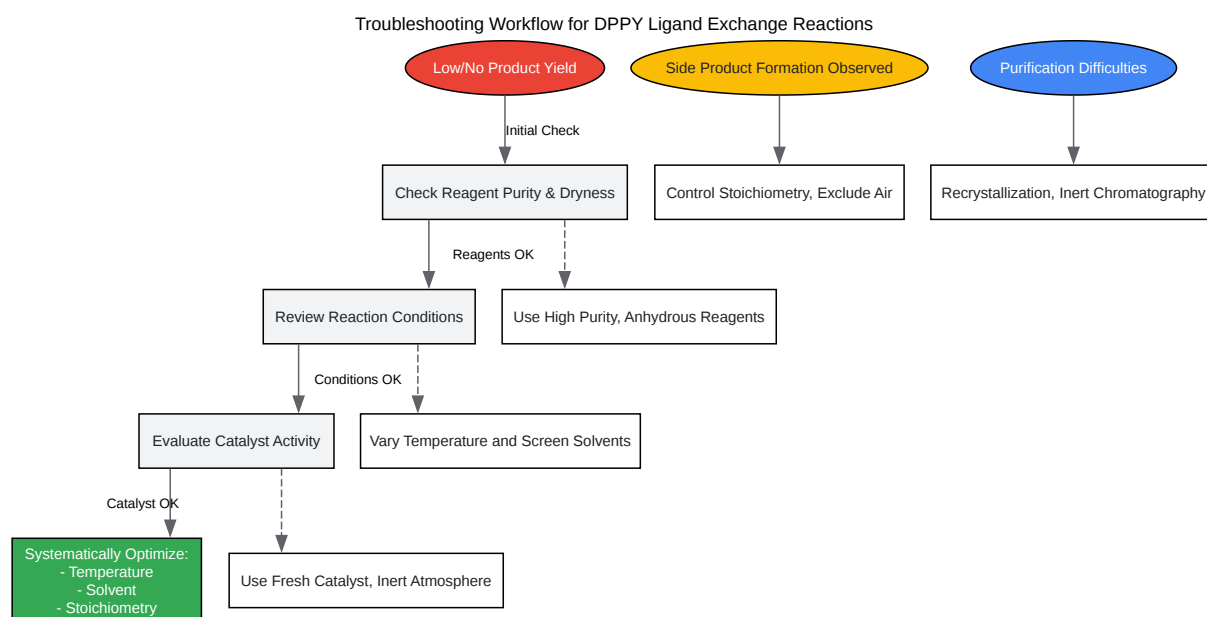 Troubleshooting Workflow for DPPY Ligand Exchange Reactions
Low/No Product Yield
Side Product Formation Observed
Purification Difficulties
Initial Check
Check Reagent Purity & Dryness
Control Stoichiometry, Exclude Air
Recrystallization, Inert Chromatography
Reagents OK
Review Reaction Conditions
Use High Purity, Anhydrous Reagents
Conditions OK
Evaluate Catalyst Activity
Vary Temperature and Screen Solvents
Catalyst OK
Systematically Optimize:
- Temperature
- Solvent
- Stoichiometry
Use Fresh Catalyst, Inert Atmosphere